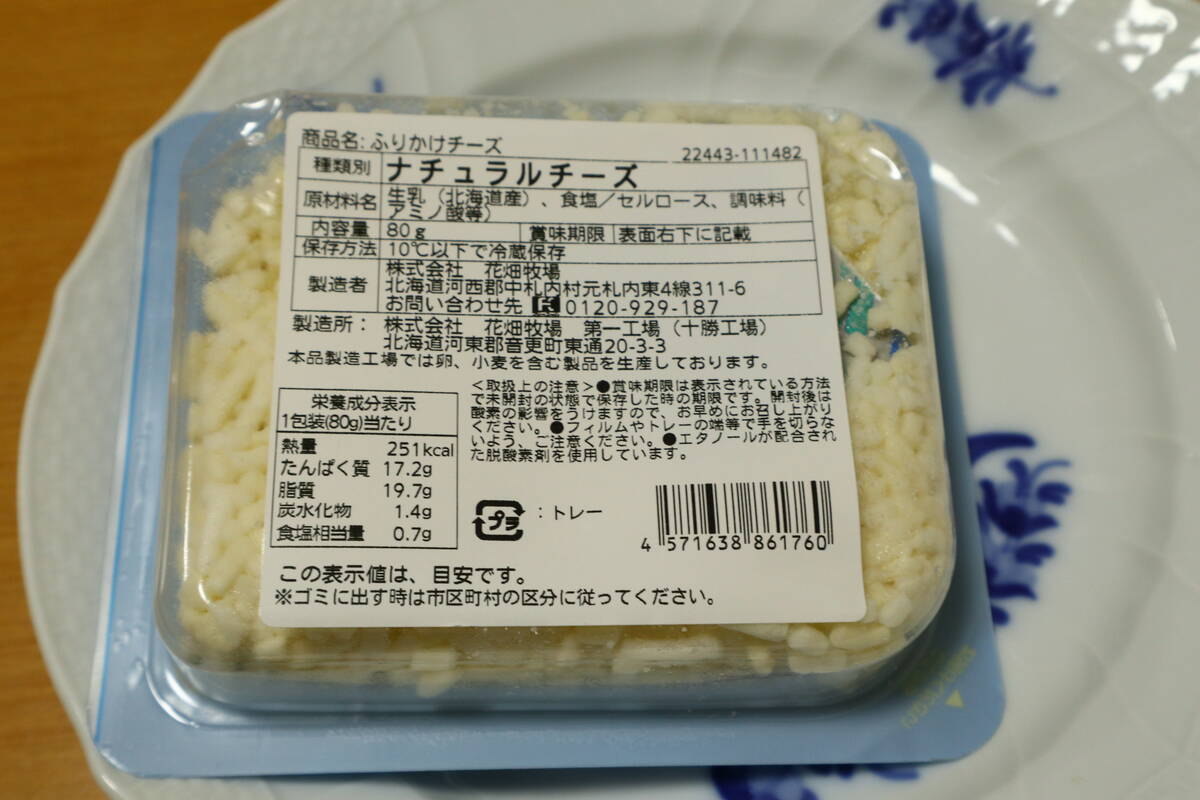 商品名:ふりかけチーズ 22443-111482
種類別 ナチュラルチーズ
原材料名 生乳(北海道産)、食塩/セルロース、調味料(
アミノ酸等)
内容量 80g 賞味期限 表面右下に記載
保存方法 10℃以下で冷蔵保存
製造者 株式会社 花畑牧場
北海道河西郡中札内村元札内東4線311-6
お問い合わせ先 0120-929-187
製造所: 株式会社 花畑牧場 第一工場(十勝工場)
北海道河東郡音更町東通20-3-3
本品製造工場では卵、小麦を含む製品を生産しております。
<取扱上の注意>●賞味期限は表示されている方法
で未開封の状態で保存した時の期限です。開封後は
酸素の影響をうけますので、お早めにお召し上がり
ください。●フィルムやトレーの端等で手を切らな
いよう、ご注意ください。●エタノールが配合され
た脱酸素剤を使用しています。
栄養成分表示
1包装(80g)当たり
熱量 251kcal
たんぱく質 17.2g
脂質 19.7g
炭水化物 1.4g
食塩相当量 0.7g
プラ :トレー
4 571638 861760
この表示値は、目安です。
※ゴミに出す時は市区町村の区分に従ってください。